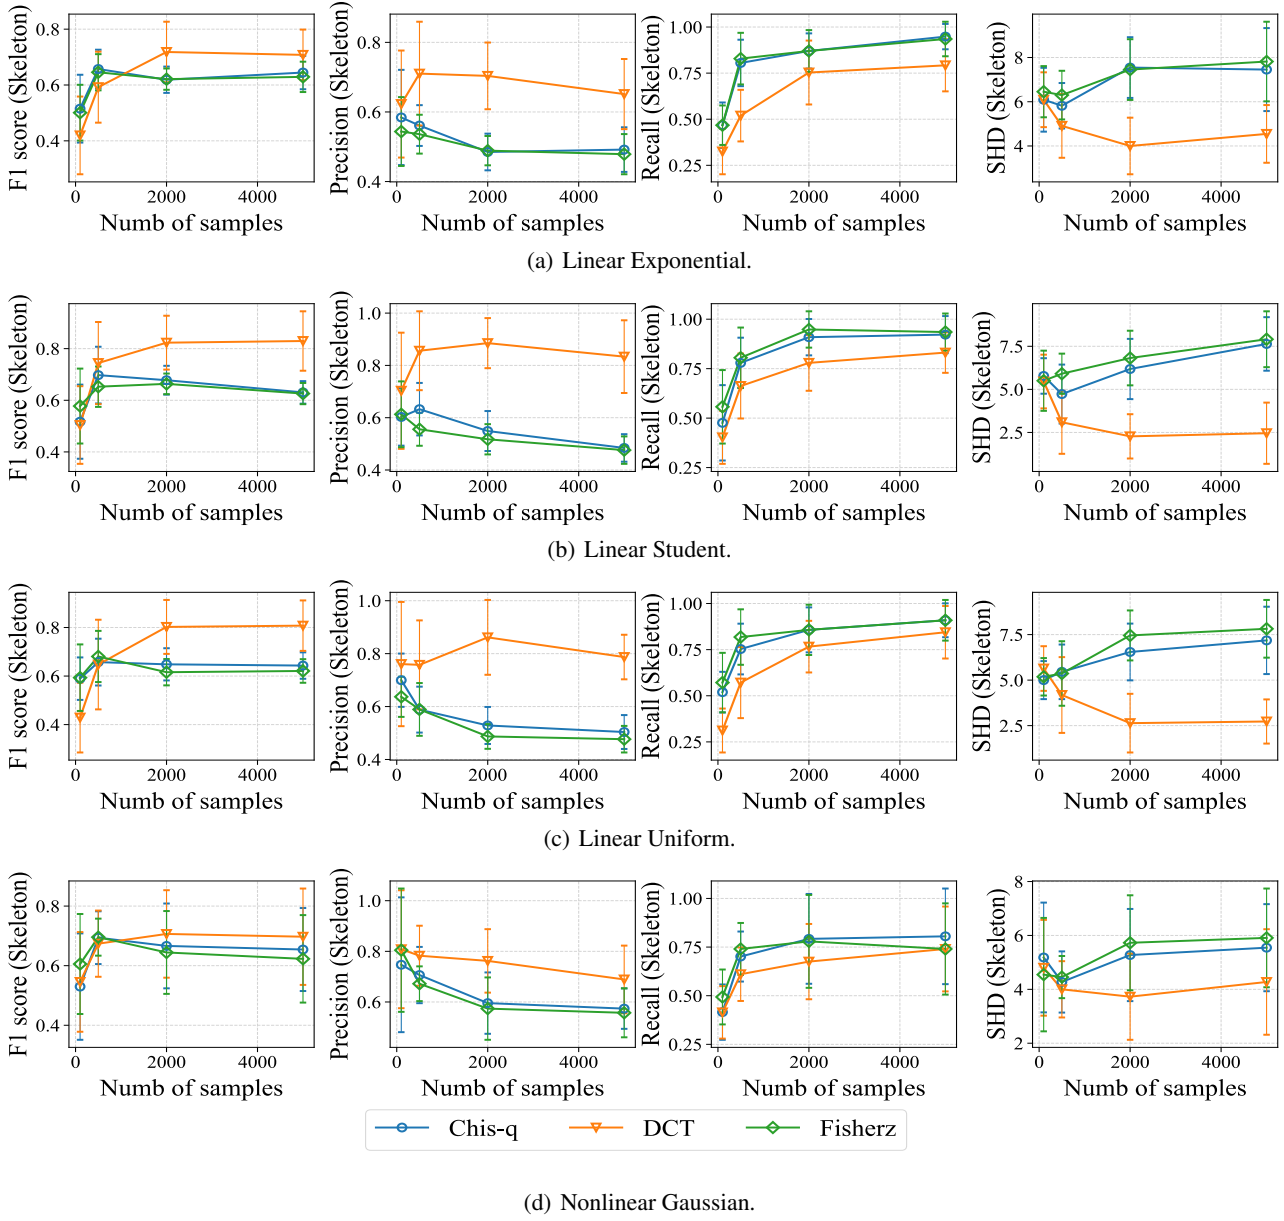 F1 score (Skeleton)
0.8
0.6
0.4
0 2000 4000
Numb of samples
Precision (Skeleton)
0.8
0.6
0.4
0 2000 4000
Numb of samples
Recall (Skeleton)
1.00
0.75
0.50
0.25
0 2000 4000
Numb of samples
SHD (Skeleton)
8
6
4
0 2000 4000
Numb of samples
(a) Linear Exponential.
F1 score (Skeleton)
0.8
0.6
0.4
0 2000 4000
Numb of samples
Precision (Skeleton)
1.0
0.8
0.6
0.4
0 2000 4000
Numb of samples
Recall (Skeleton)
1.00
0.75
0.50
0.25
0 2000 4000
Numb of samples
SHD (Skeleton)
7.5
5.0
2.5
0 2000 4000
Numb of samples
(b) Linear Student.
F1 score (Skeleton)
0.8
0.6
0.4
0 2000 4000
Numb of samples
Precision (Skeleton)
1.0
0.8
0.6
0.4
0 2000 4000
Numb of samples
Recall (Skeleton)
1.00
0.75
0.50
0.25
0 2000 4000
Numb of samples
SHD (Skeleton)
7.5
5.0
2.5
0 2000 4000
Numb of samples
(c) Linear Uniform.
F1 score (Skeleton)
0.8
0.6
0.4
0 2000 4000
Numb of samples
Precision (Skeleton)
1.0
0.8
0.6
0 2000 4000
Numb of samples
Recall (Skeleton)
1.00
0.75
0.50
0.25
0 2000 4000
Numb of samples
SHD (Skeleton)
8
6
4
2
0 2000 4000
Numb of samples
Chis-q DCT Fisherz
(d) Nonlinear Gaussian.